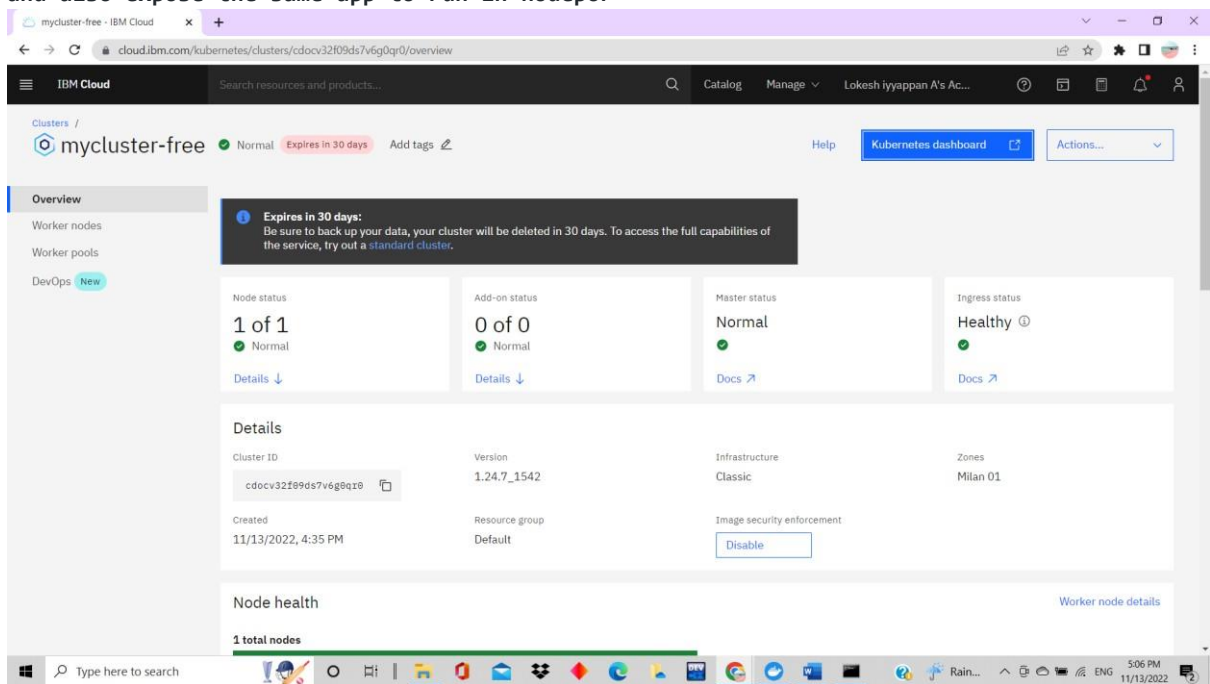 and also expose the same app to run in nodepor
mycluster-free - IBM Cloud
cloud.ibm.com/kubernetes/clusters/cdocv32f09ds7v6g0qr0/overview
IBM Cloud Search resources and products... Catalog Manage Lokesh iyyappan A's Ac...
Clusters /
mycluster-free Normal Expires in 30 days Add tags Help Kubernetes dashboard Actions...
Overview
Worker nodes
Worker pools
DevOps New
Expires in 30 days:
Be sure to back up your data, your cluster will be deleted in 30 days. To access the full capabilities of
the service, try out a standard cluster.
Node status Add-on status Master status Ingress status
1 of 1 0 of 0 Normal Healthy
Normal Normal
Details Details Docs Docs
Details
Cluster ID Version Infrastructure Zones
cdocv32f09ds7v6g0qr0 1.24.7_1542 Classic Milan 01
Created Resource group Image security enforcement
11/13/2022, 4:35 PM Default Disable
Node health Worker node details
1 total nodes
Type here to search Rain... ENG 5:06 PM
11/13/2022